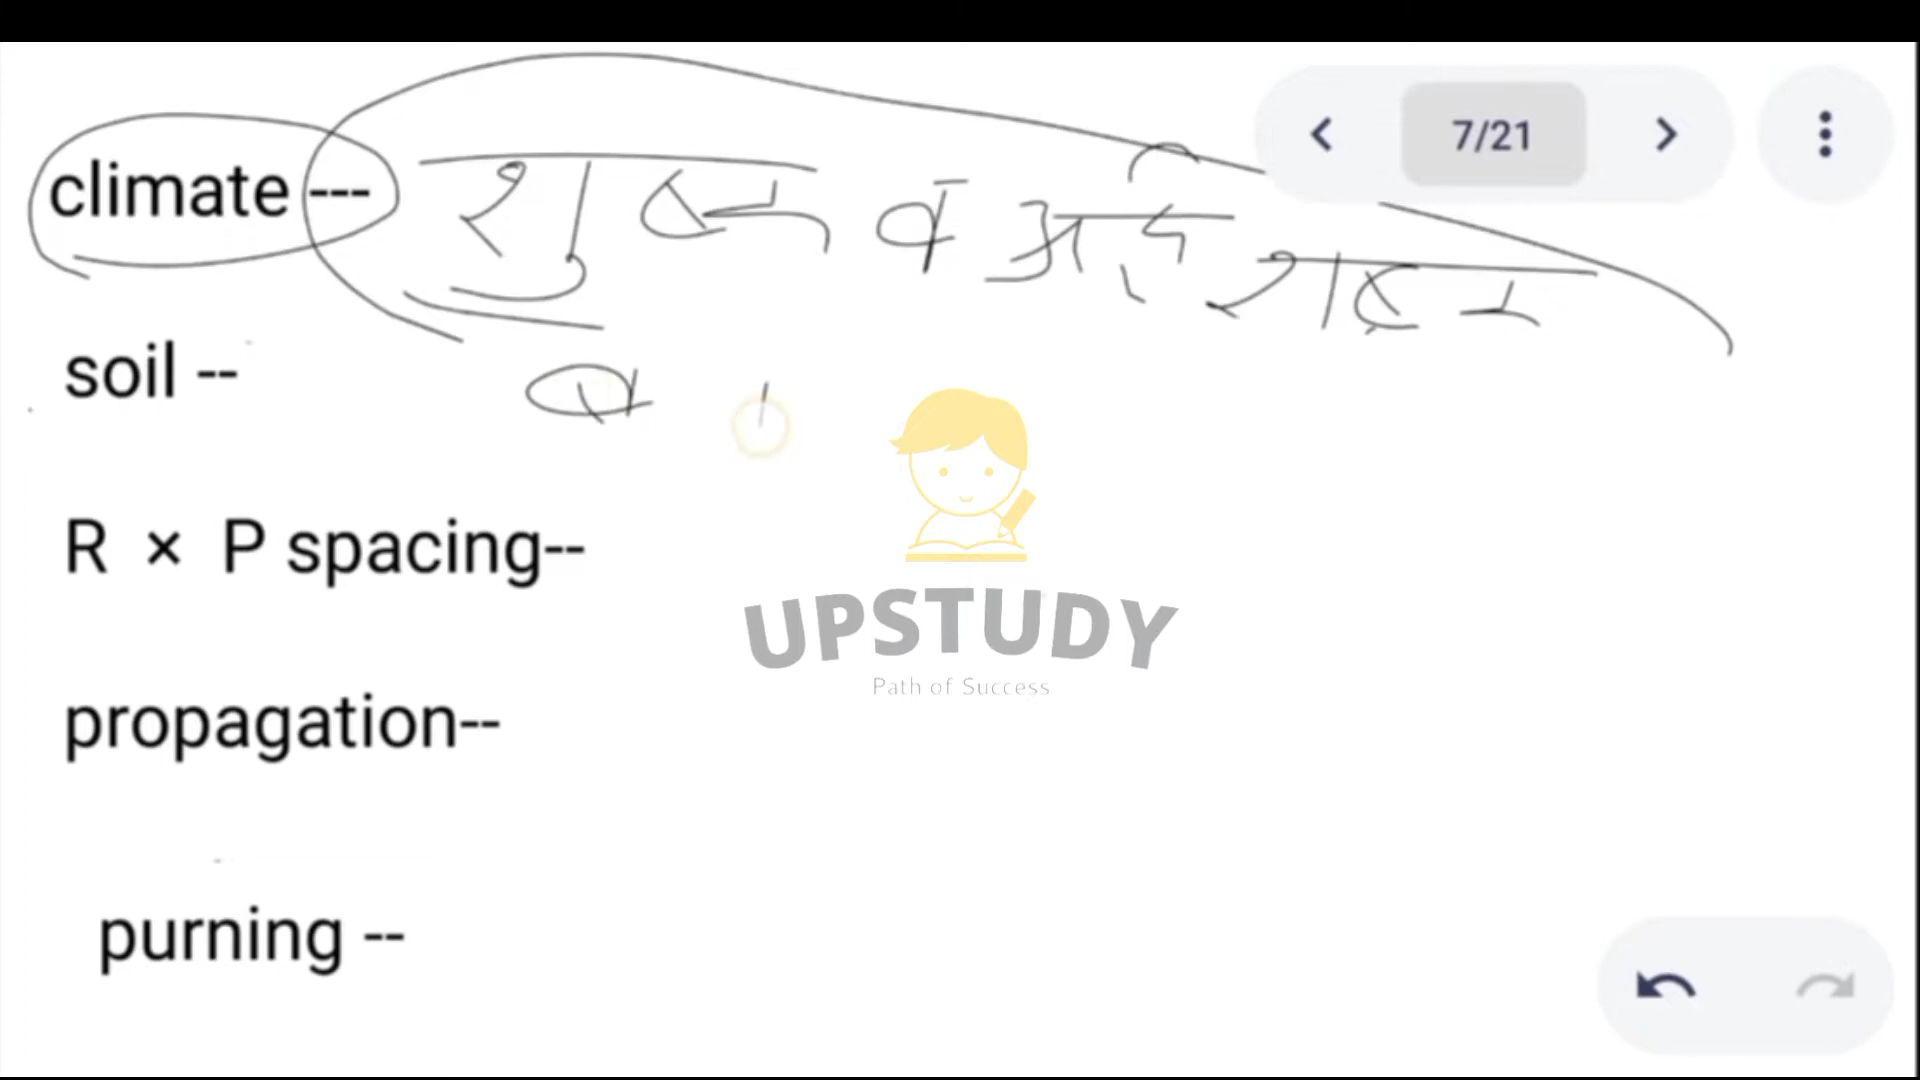 7/21
climate --- शुष्क व अर्द्ध शुष्क
soil --
R × P spacing--
UPSTUDY
Path of Success
propagation--
purning --